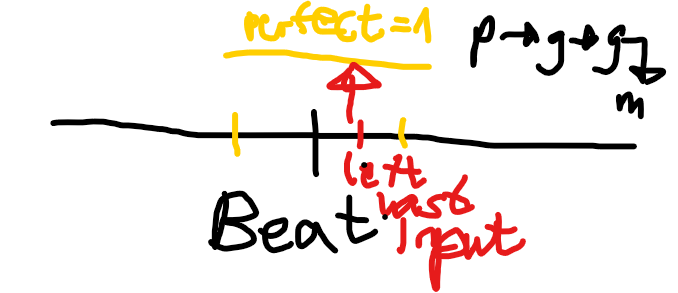 perfect=1
p→g→g→m
Beat
left
last
input